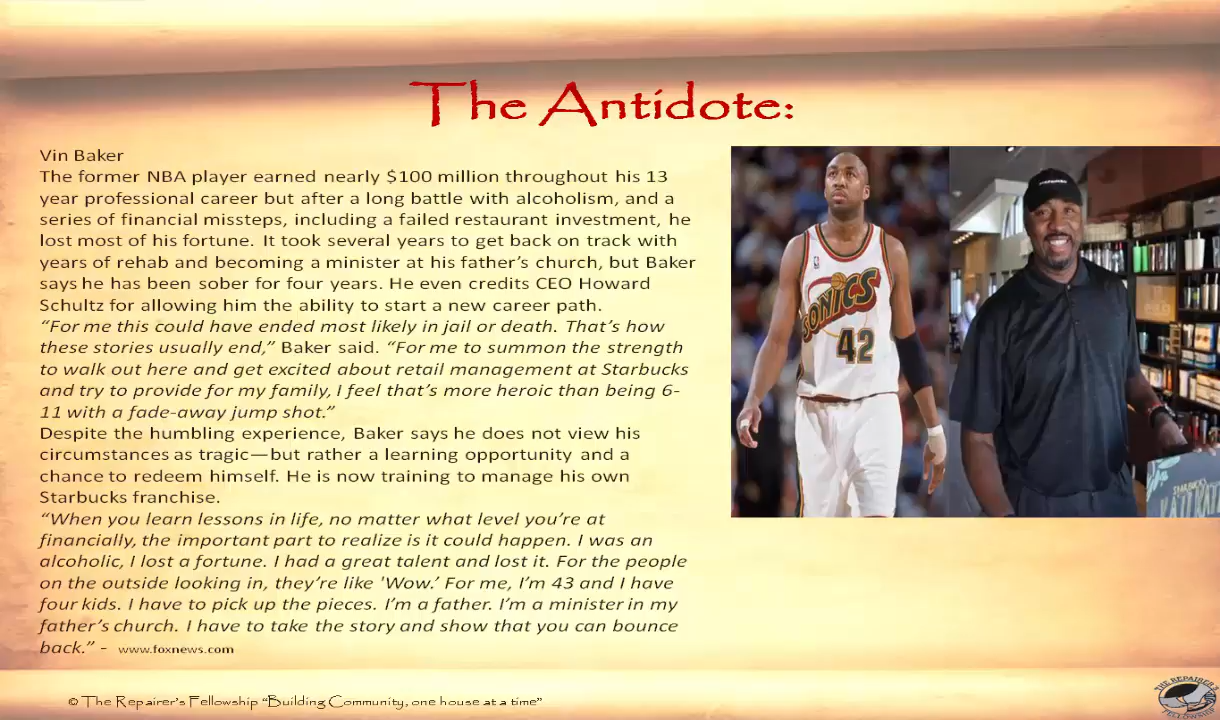 The Antidote:
Vin Baker
The former NBA player earned nearly $100 million throughout his 13
year professional career but after a long battle with alcoholism, and a
series of financial missteps, including a failed restaurant investment, he
lost most of his fortune. It took several years to get back on track with
years of rehab and becoming a minister at his father’s church, but Baker
says he has been sober for four years. He even credits CEO Howard
Schultz for allowing him the ability to start a new career path.
“For me this could have ended most likely in jail or death. That’s how
these stories usually end,” Baker said. “For me to summon the strength
to walk out here and get excited about retail management at Starbucks
and try to provide for my family, I feel that’s more heroic than being 6-
11 with a fade-away jump shot.”
Despite the humbling experience, Baker says he does not view his
circumstances as tragic—but rather a learning opportunity and a
chance to redeem himself. He is now training to manage his own
Starbucks franchise.
“When you learn lessons in life, no matter what level you’re at
financially, the important part to realize is it could happen. I was an
alcoholic, I lost a fortune. I had a great talent and lost it. For the people
on the outside looking in, they’re like 'Wow.’ For me, I’m 43 and I have
four kids. I have to pick up the pieces. I’m a father. I’m a minister in my
father’s church. I have to take the story and show that you can bounce
back.” - www.foxnews.com
SONICS
42
STARBUCKS
© The Repairer’s Fellowship “Building Community, one house at a time”
THE REPAIRER'S
FELLOWSHIP